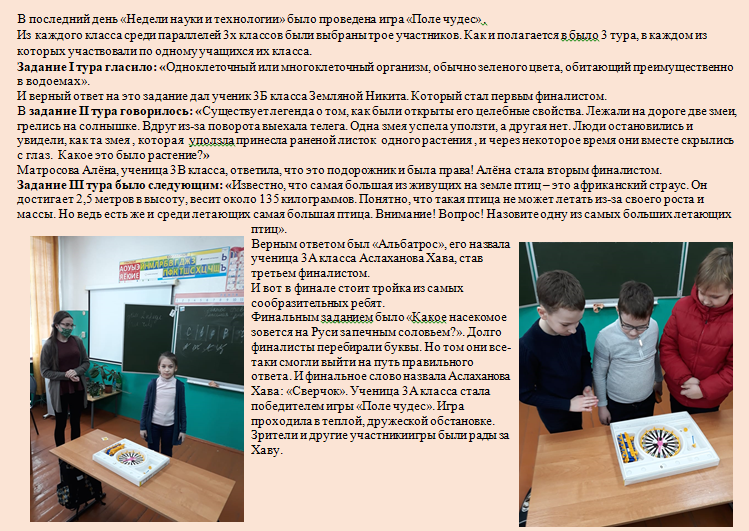 В последний день «Недели науки и технологии» было проведена игра «Поле чудес»..
Из каждого класса среди параллелей 3х классов были выбраны трое участников. Как и полагается в было 3 тура, в каждом из
которых участвовали по одному учащихся их класса.
Задание I тура гласило: «Одноклеточный или многоклеточный организм, обычно зеленого цвета, обитающий преимущественно
в водоемах».
И верный ответ на это задание дал ученик 3Б класса Земляной Никита. Который стал первым финалистом.
В задание II тура говорилось: «Существует легенда о том, как были открыты его целебные свойства. Лежали на дороге две змеи,
грелись на солнышке. Вдруг из-за поворота выехала телега. Одна змея успела уползти, а другая нет. Люди остановились и
увидели, как та змея , которая уползла принесла раненой листок одного растения , и через некоторое время они вместе скрылись
с глаз. Какое это было растение?»
Матросова Алёна, ученица 3В класса, ответила, что это подорожник и была права! Алёна стала вторым финалистом.
Задание III тура было следующим: «Известно, что самая большая из живущих на земле птиц – это африканский страус. Он
достигает 2,5 метров в высоту, весит около 135 килограммов. Понятно, что такая птица не может летать из-за своего роста и
массы. Но ведь есть же и среди летающих самая большая птица. Внимание! Вопрос! Назовите одну из самых больших летающих
птиц».
Верным ответом был «Альбатрос», его назвала
ученица 3А класса Аслаханова Хава, став
третьем финалистом.
И вот в финале стоит тройка из самых
сообразительных ребят.
Финальным заданием было «Какое насекомое
зовется на Руси запечным соловьем?». Долго
финалисты перебирали буквы. Но том они все-
таки смогли выйти на путь правильного
ответа. И финальное слово назвала Аслаханова
Хава: «Сверчок». Ученица 3А класса стала
победителем игры «Поле чудес». Игра
проходила в теплой, дружеской обстановке.
Зрители и другие участники игры были рады за
Хаву.